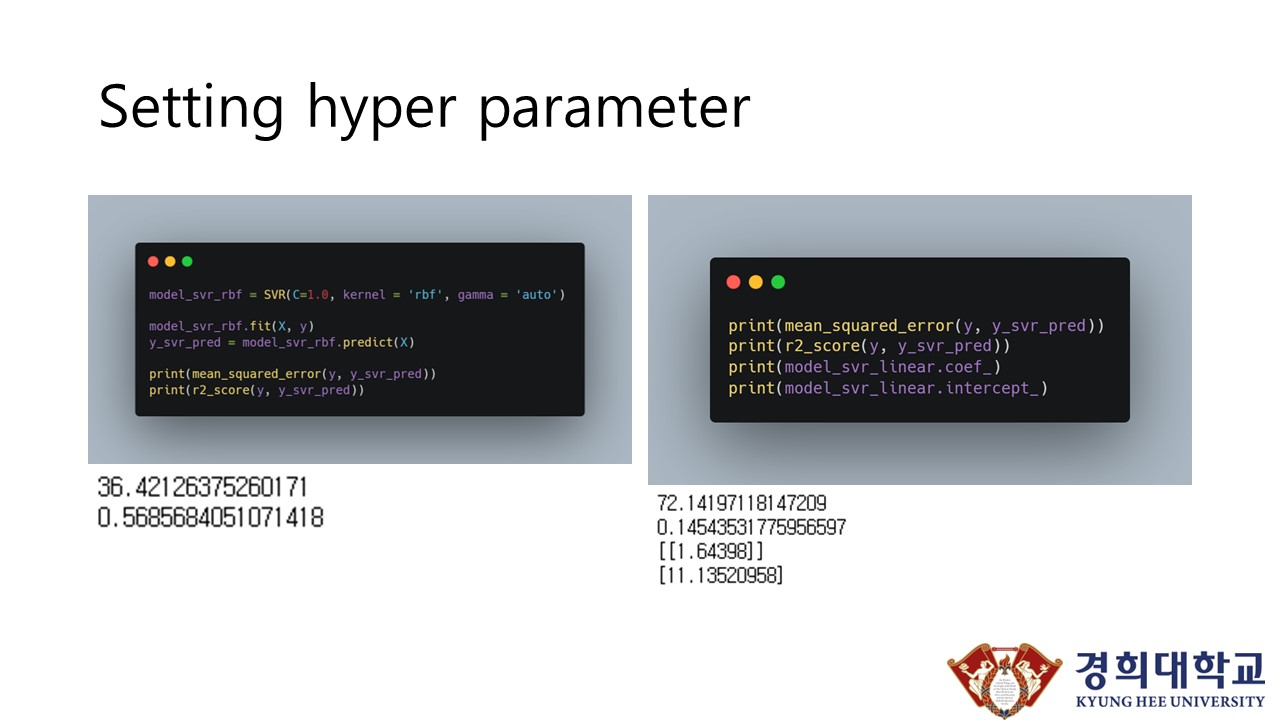 Setting hyper parameter
model_svr_rbf = SVR(C=1.0, kernel = 'rbf', gamma = 'auto')
model_svr_rbf.fit(X, y)
y_svr_pred = model_svr_rbf.predict(X)
print(mean_squared_error(y, y_svr_pred))
print(r2_score(y, y_svr_pred))
36.42126375260171
0.5685684051071418
print(mean_squared_error(y, y_svr_pred))
print(r2_score(y, y_svr_pred))
print(model_svr_linear.coef_)
print(model_svr_linear.intercept_)
72.14197118147209
0.14543531775956597
[[1.64398]]
[11.13520958]
경희대학교
KYUNG HEE UNIVERSITY